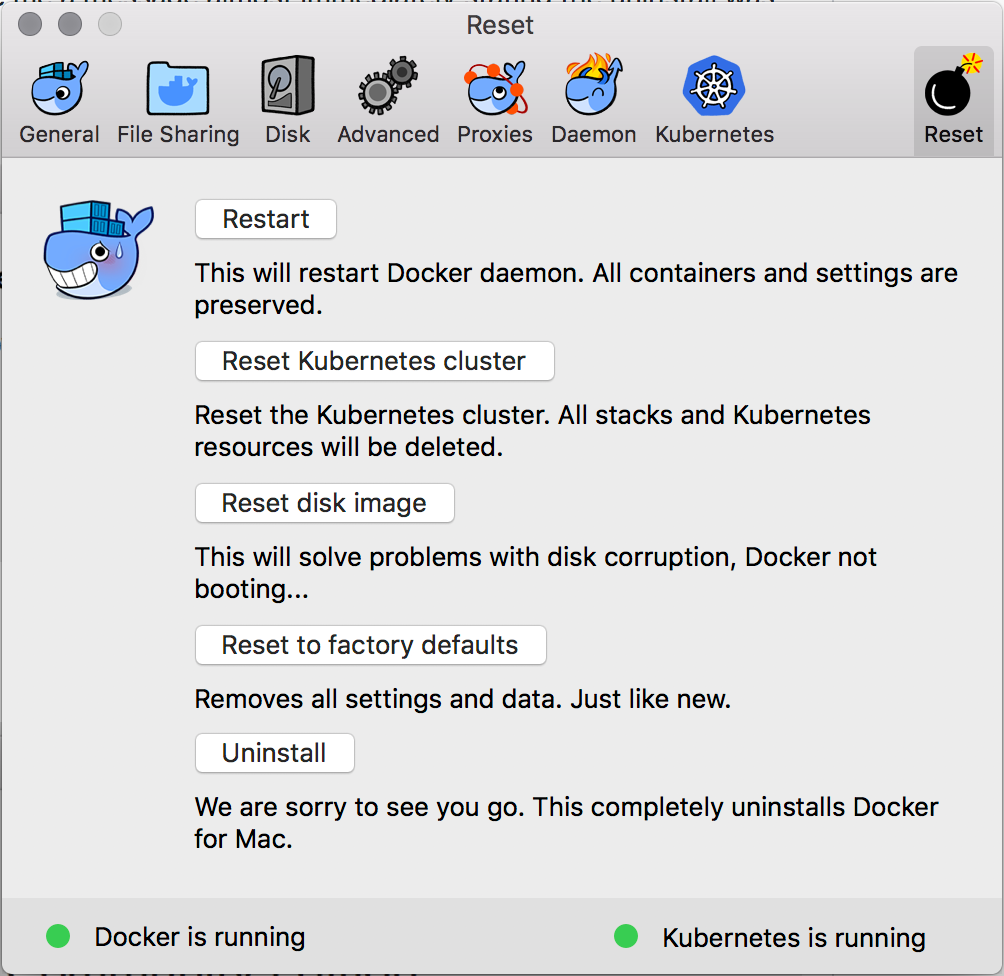 Reset
General File Sharing Disk Advanced Proxies Daemon Kubernetes Reset
Restart
This will restart Docker daemon. All containers and settings are
preserved.
Reset Kubernetes cluster
Reset the Kubernetes cluster. All stacks and Kubernetes
resources will be deleted.
Reset disk image
This will solve problems with disk corruption, Docker not
booting...
Reset to factory defaults
Removes all settings and data. Just like new.
Uninstall
We are sorry to see you go. This completely uninstalls Docker
for Mac.
Docker is running Kubernetes is running